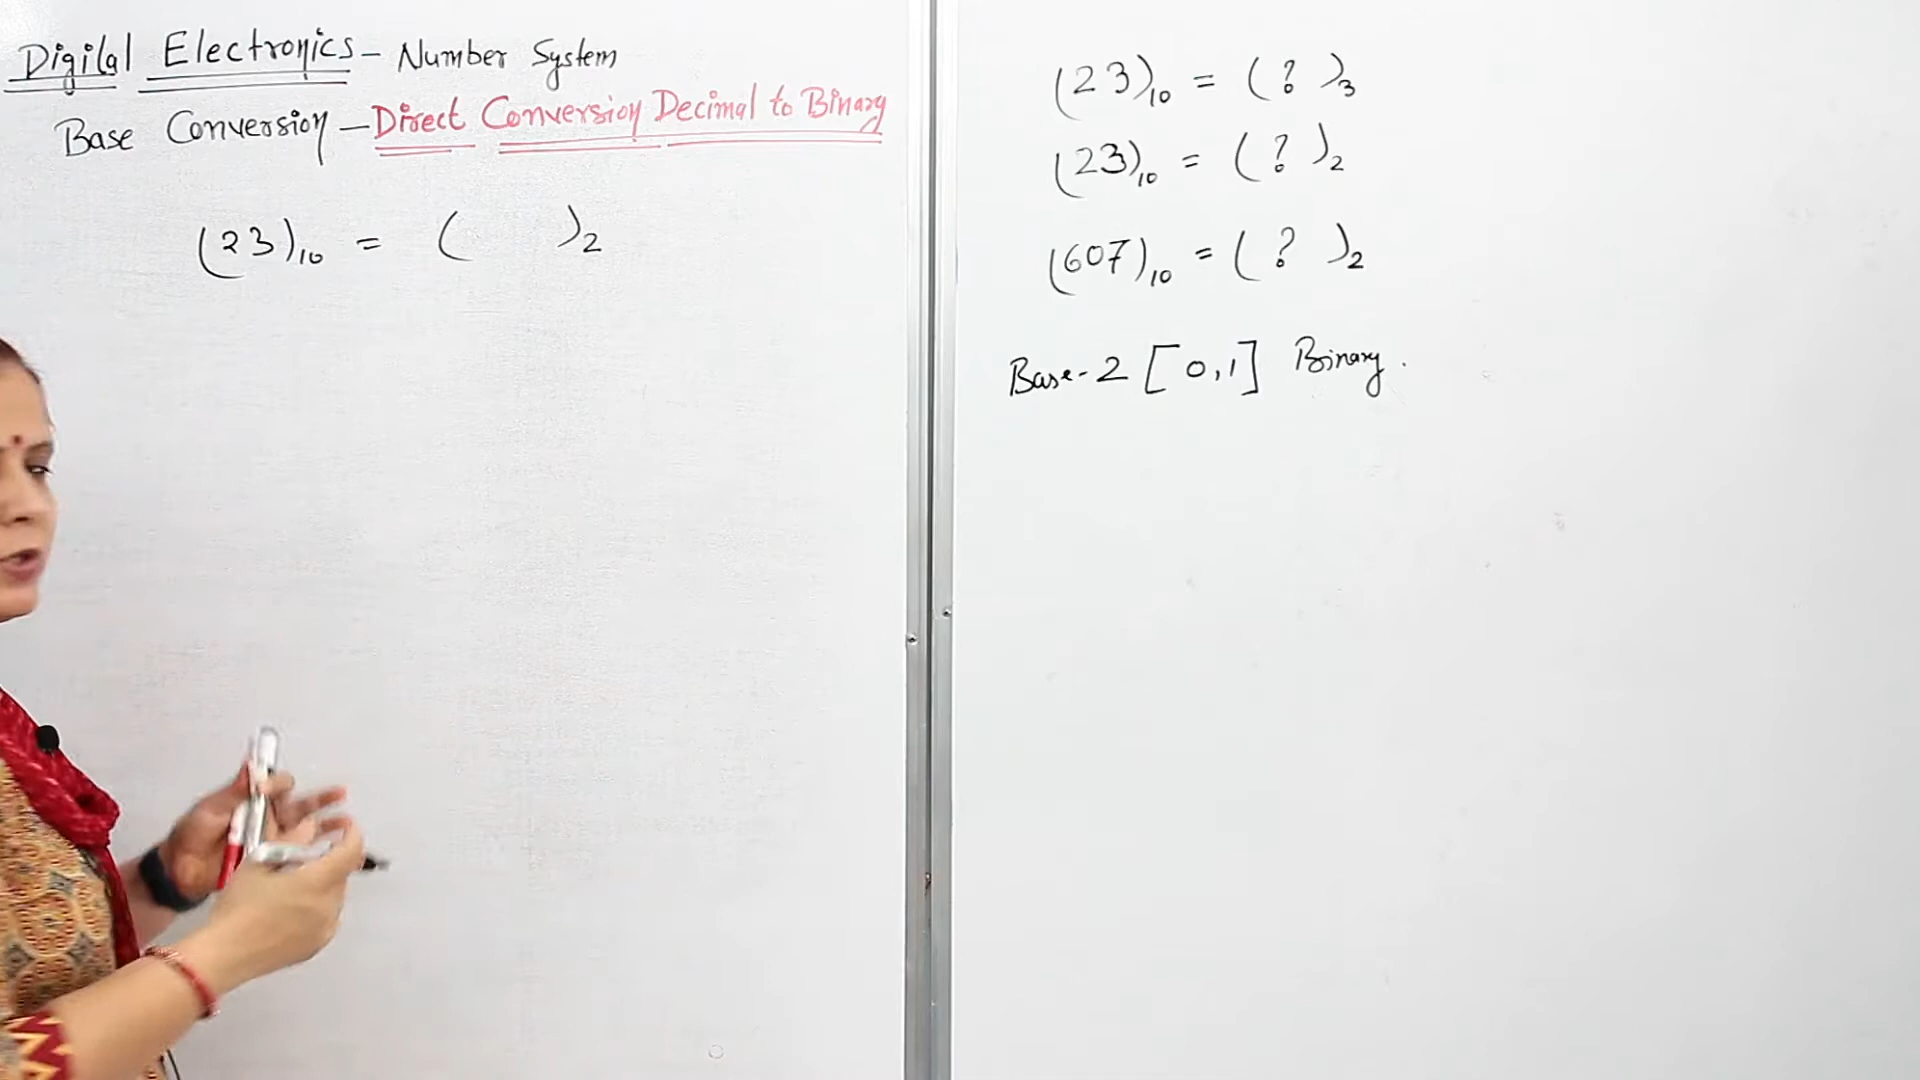 Digital Electronics – Number System
Base Conversion – Direct Conversion Decimal to Binary
(23)₁₀ = (    )₂
(23)₁₀ = ( ? )₃
(23)₁₀ = ( ? )₂
(607)₁₀ = ( ? )₂
Base-2 [0,1] Binary.